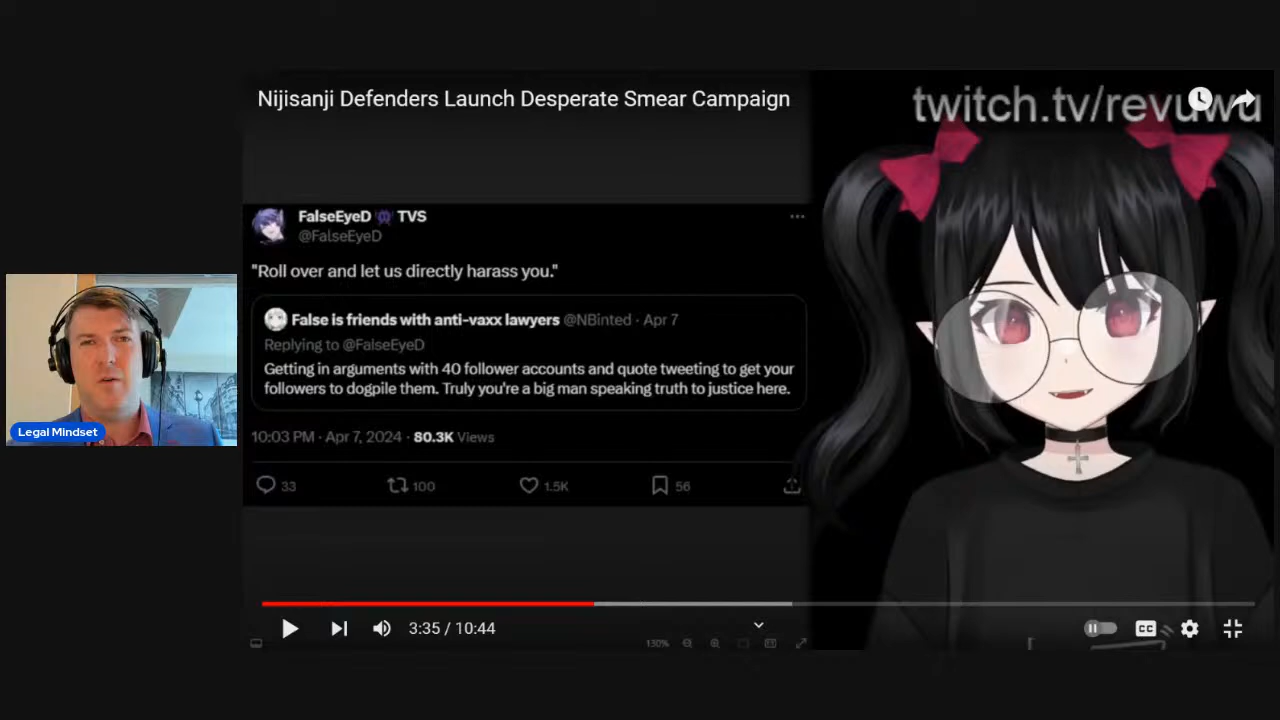 Nijisanji Defenders Launch Desperate Smear Campaign
twitch.tv/revuwu
FalseEyeD TVS
@FalseEyeD
"Roll over and let us directly harass you."
False is friends with anti-vaxx lawyers @NBinted · Apr 7
Replying to @FalseEyeD
Getting in arguments with 40 follower accounts and quote tweeting to get your
followers to dogpile them. Truly you're a big man speaking truth to justice here.
10:03 PM · Apr 7, 2024 · 80.3K Views
33 100 1.5K 56
Legal Mindset
3:35 / 10:44
CC
130%